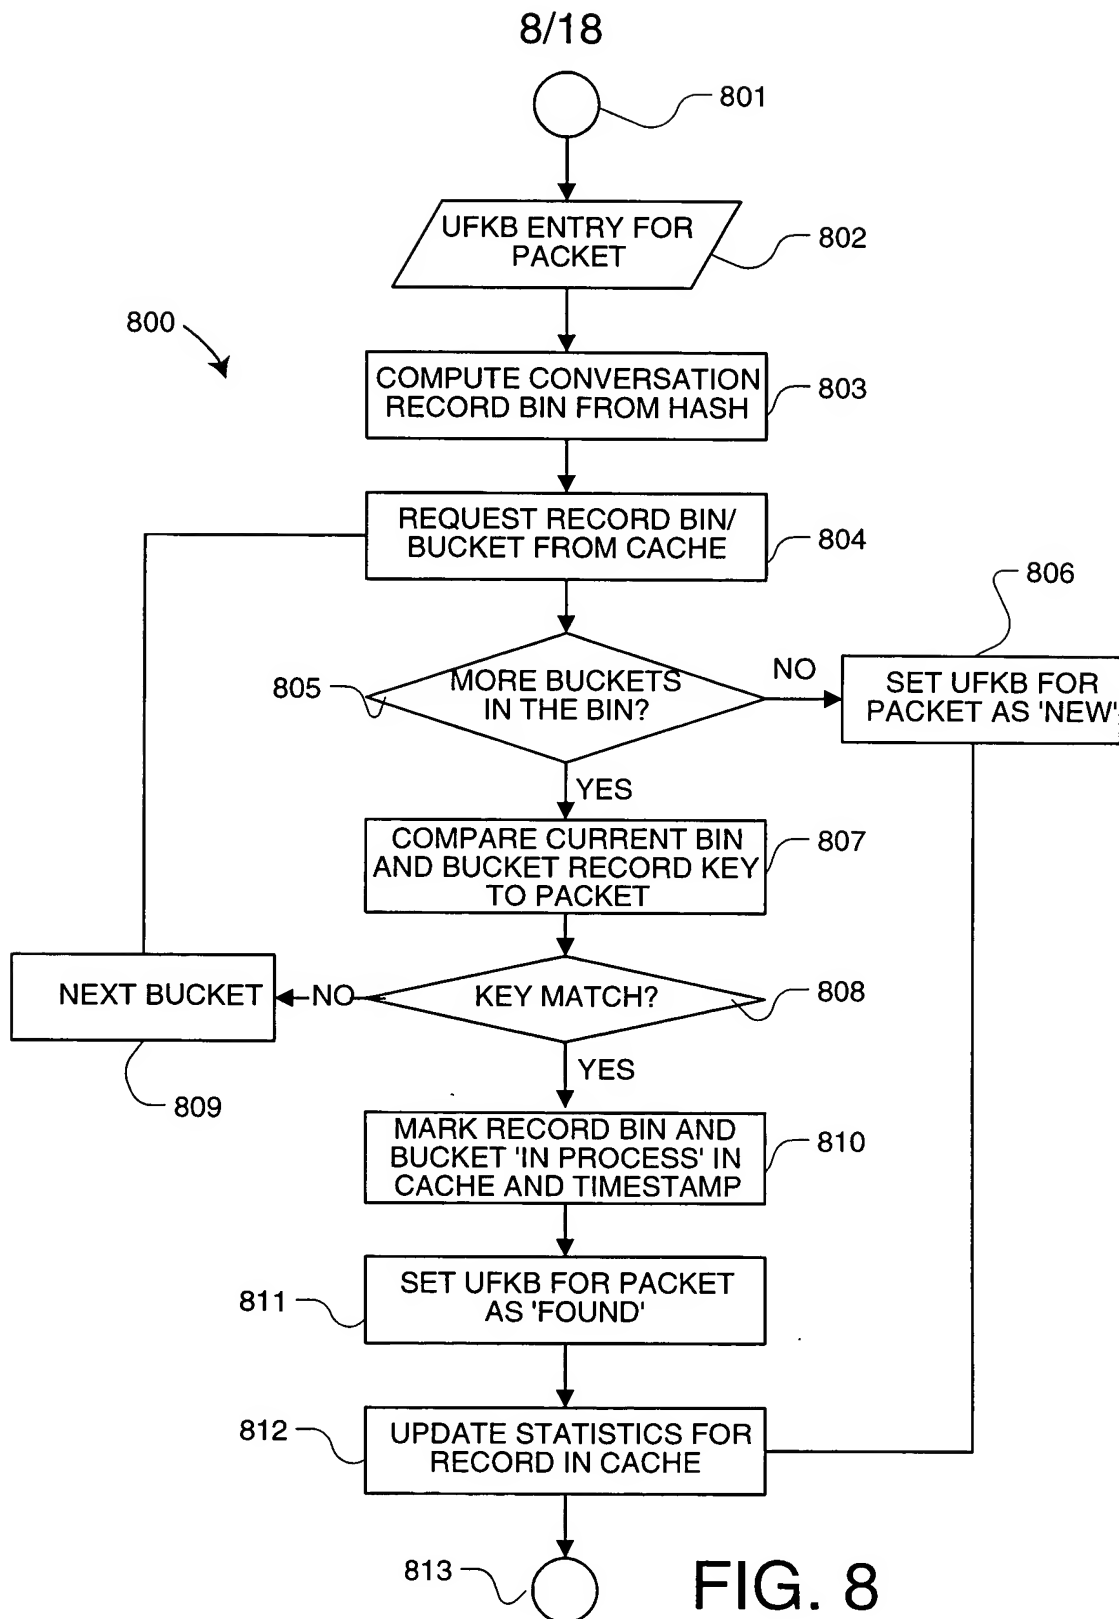 8/18
801
UFKB ENTRY FOR
PACKET
802
800
COMPUTE CONVERSATION
RECORD BIN FROM HASH
803
REQUEST RECORD BIN/
BUCKET FROM CACHE
804
806
MORE BUCKETS
IN THE BIN?
805
NO
SET UFKB FOR
PACKET AS 'NEW'
YES
COMPARE CURRENT BIN
AND BUCKET RECORD KEY
TO PACKET
807
NEXT BUCKET
NO
KEY MATCH?
808
809
YES
MARK RECORD BIN AND
BUCKET 'IN PROCESS' IN
CACHE AND TIMESTAMP
810
SET UFKB FOR PACKET
AS 'FOUND'
811
UPDATE STATISTICS FOR
RECORD IN CACHE
812
813
FIG. 8